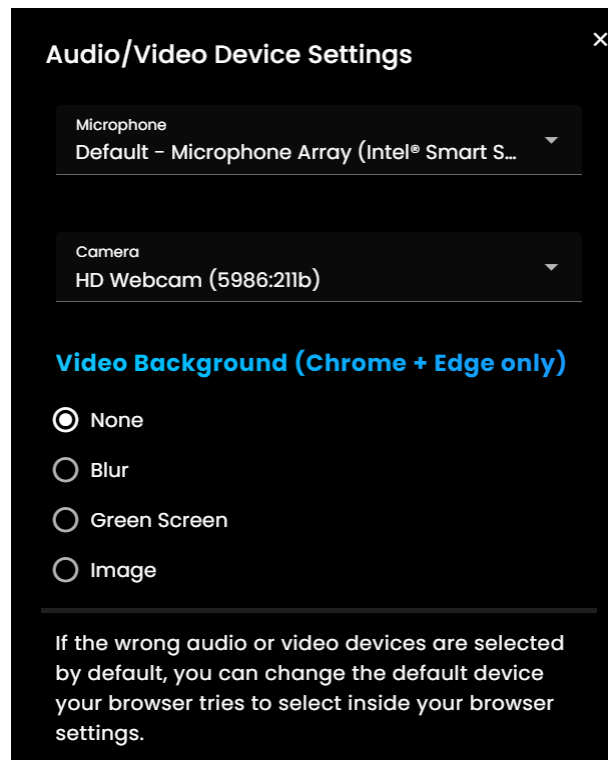 Audio/Video Device Settings
Microphone
Default - Microphone Array (Intel® Smart S...
Camera
HD Webcam (5986:211b)
Video Background (Chrome + Edge only)
None
Blur
Green Screen
Image
If the wrong audio or video devices are selected
by default, you can change the default device
your browser tries to select inside your browser
settings.